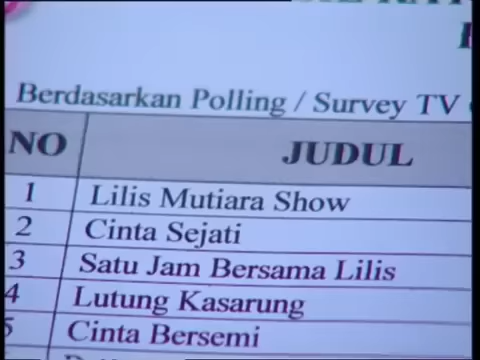 Berdasarkan Polling / Survey TV
NO JUDUL
1 Lilis Mutiara Show
2 Cinta Sejati
3 Satu Jam Bersama Lilis
4 Lutung Kasarung
5 Cinta Bersemi